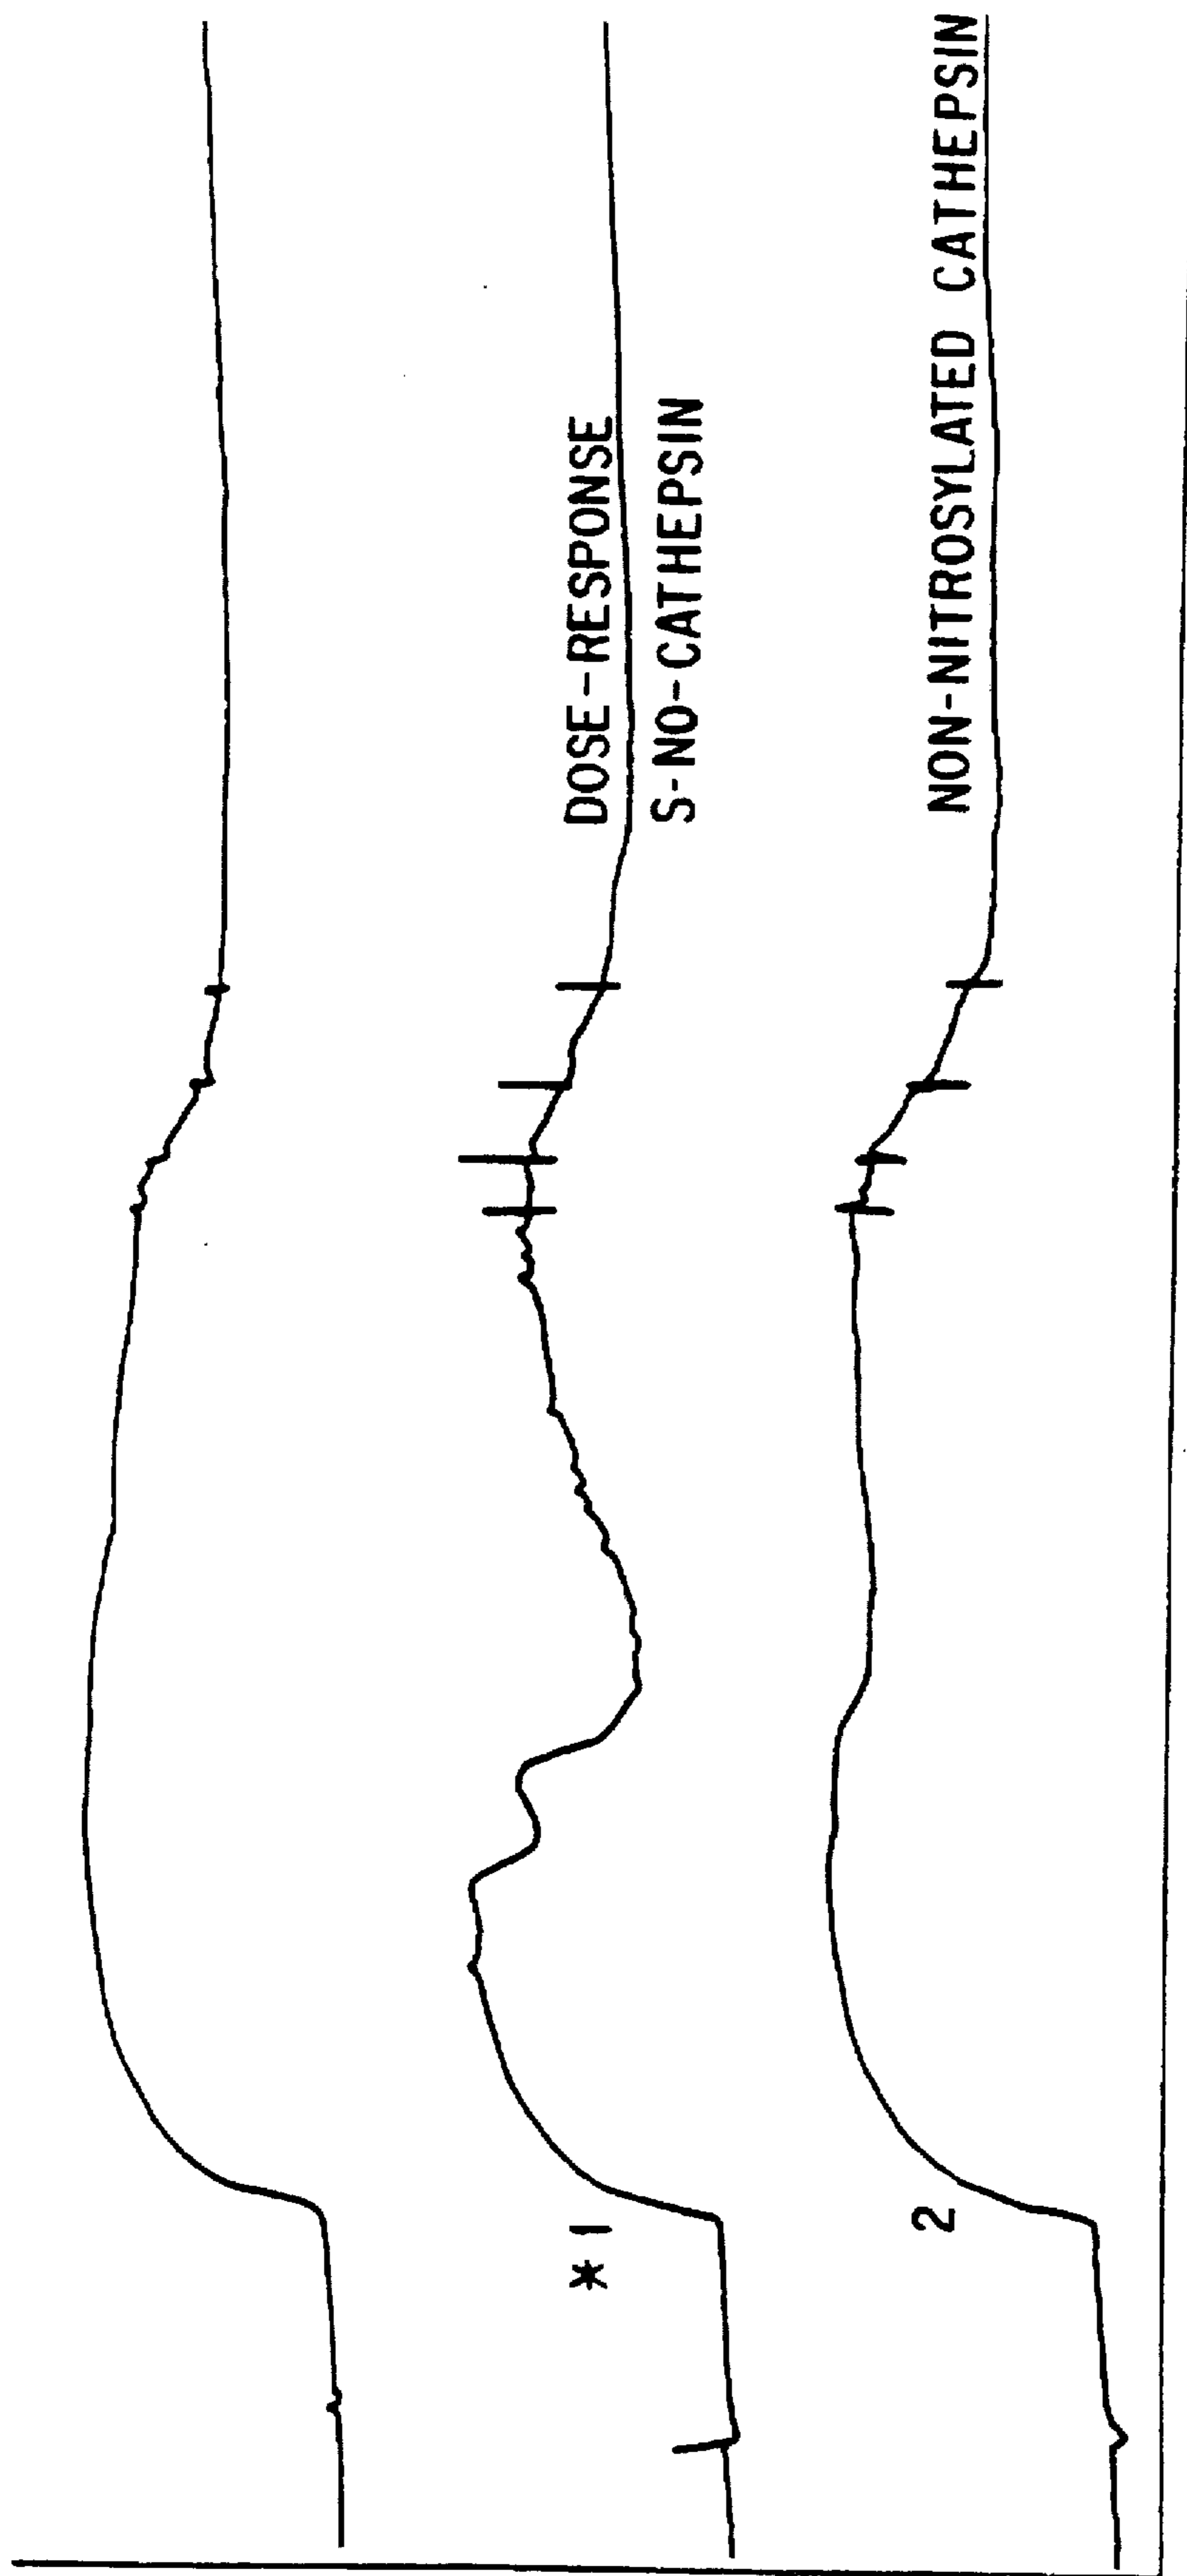 * 1
DOSE-RESPONSE
S-NO-CATHEPSIN
2
NON-NITROSYLATED CATHEPSIN